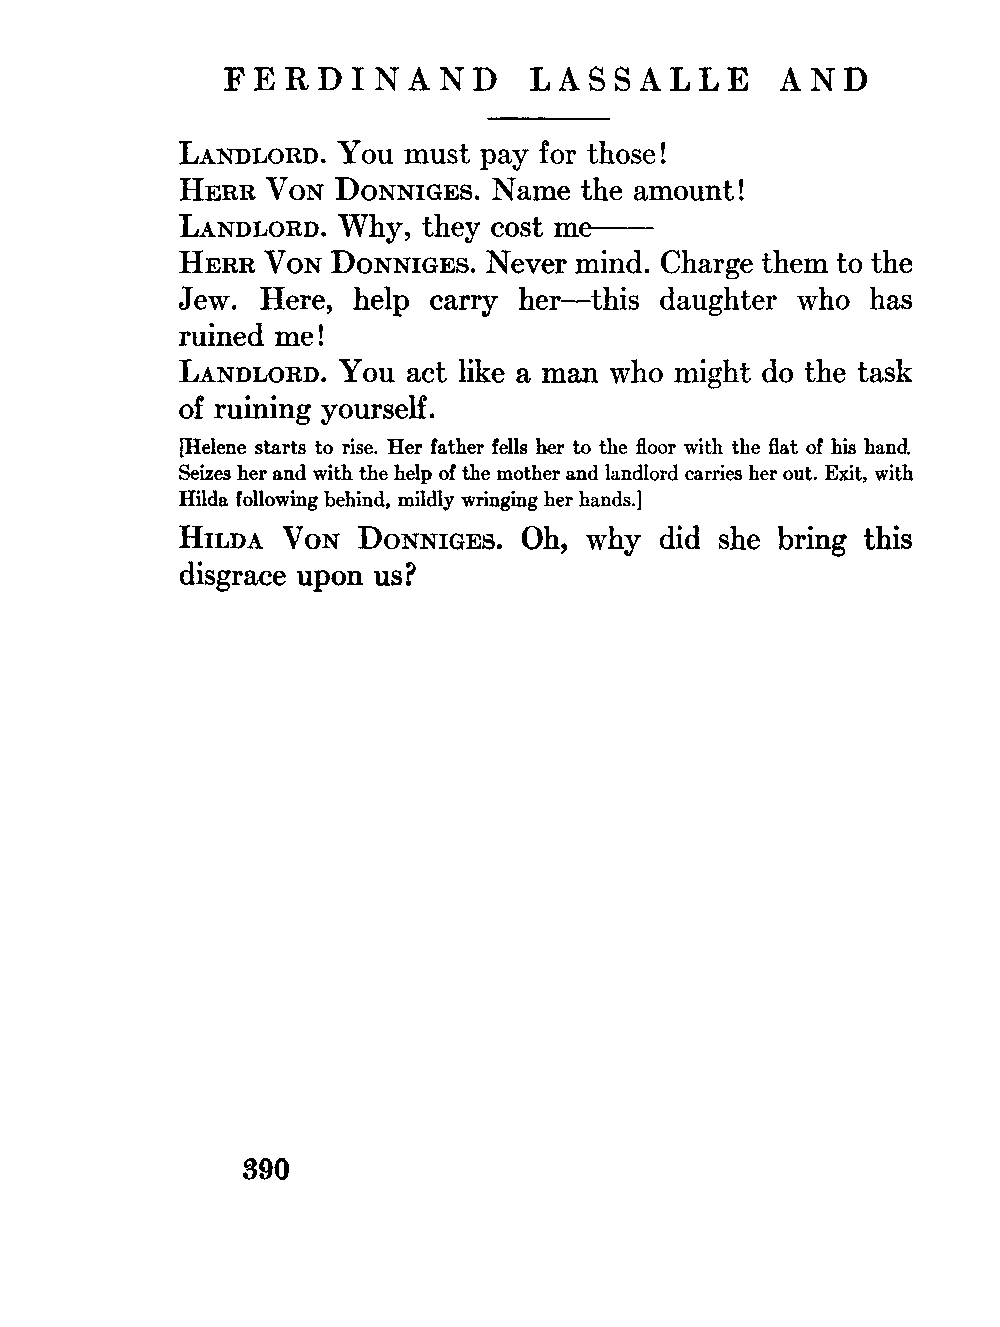 FERDINAND LASSALLE AND
LANDLORD. You must pay for those!
HERR VON DONNIGES. Name the amount!
LANDLORD. Why, they cost me——
HERR VON DONNIGES. Never mind. Charge them to the
Jew. Here, help carry her—this daughter who has
ruined me!
LANDLORD. You act like a man who might do the task
of ruining yourself.
[Helene starts to rise. Her father fells her to the floor with the flat of his hand.
Seizes her and with the help of the mother and landlord carries her out. Exit, with
Hilda following behind, mildly wringing her hands.]
HILDA VON DONNIGES. Oh, why did she bring this
disgrace upon us?
390